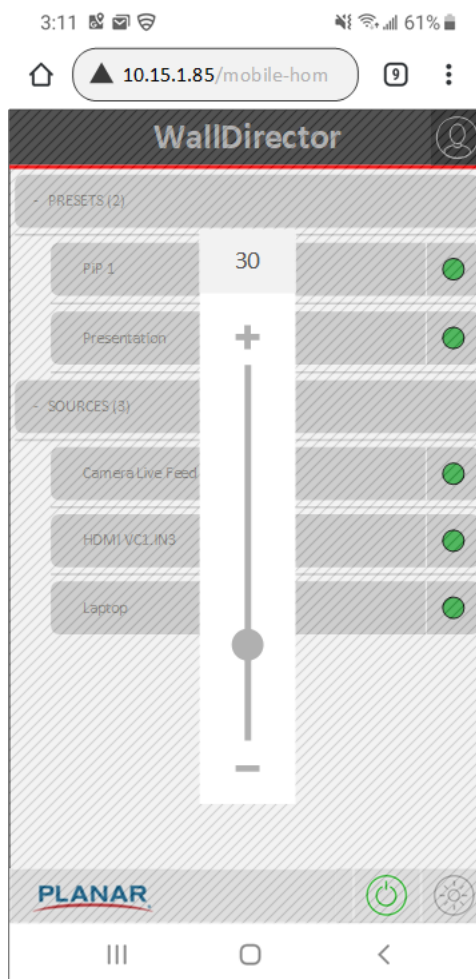 3:11 61%
10.15.1.85/mobile-hom 9
WallDirector
- PRESETS (2)
30
PiP 1
Presentation
- SOURCES (3)
Camera Live Feed
HDMI VC1.IN3
Laptop
PLANAR